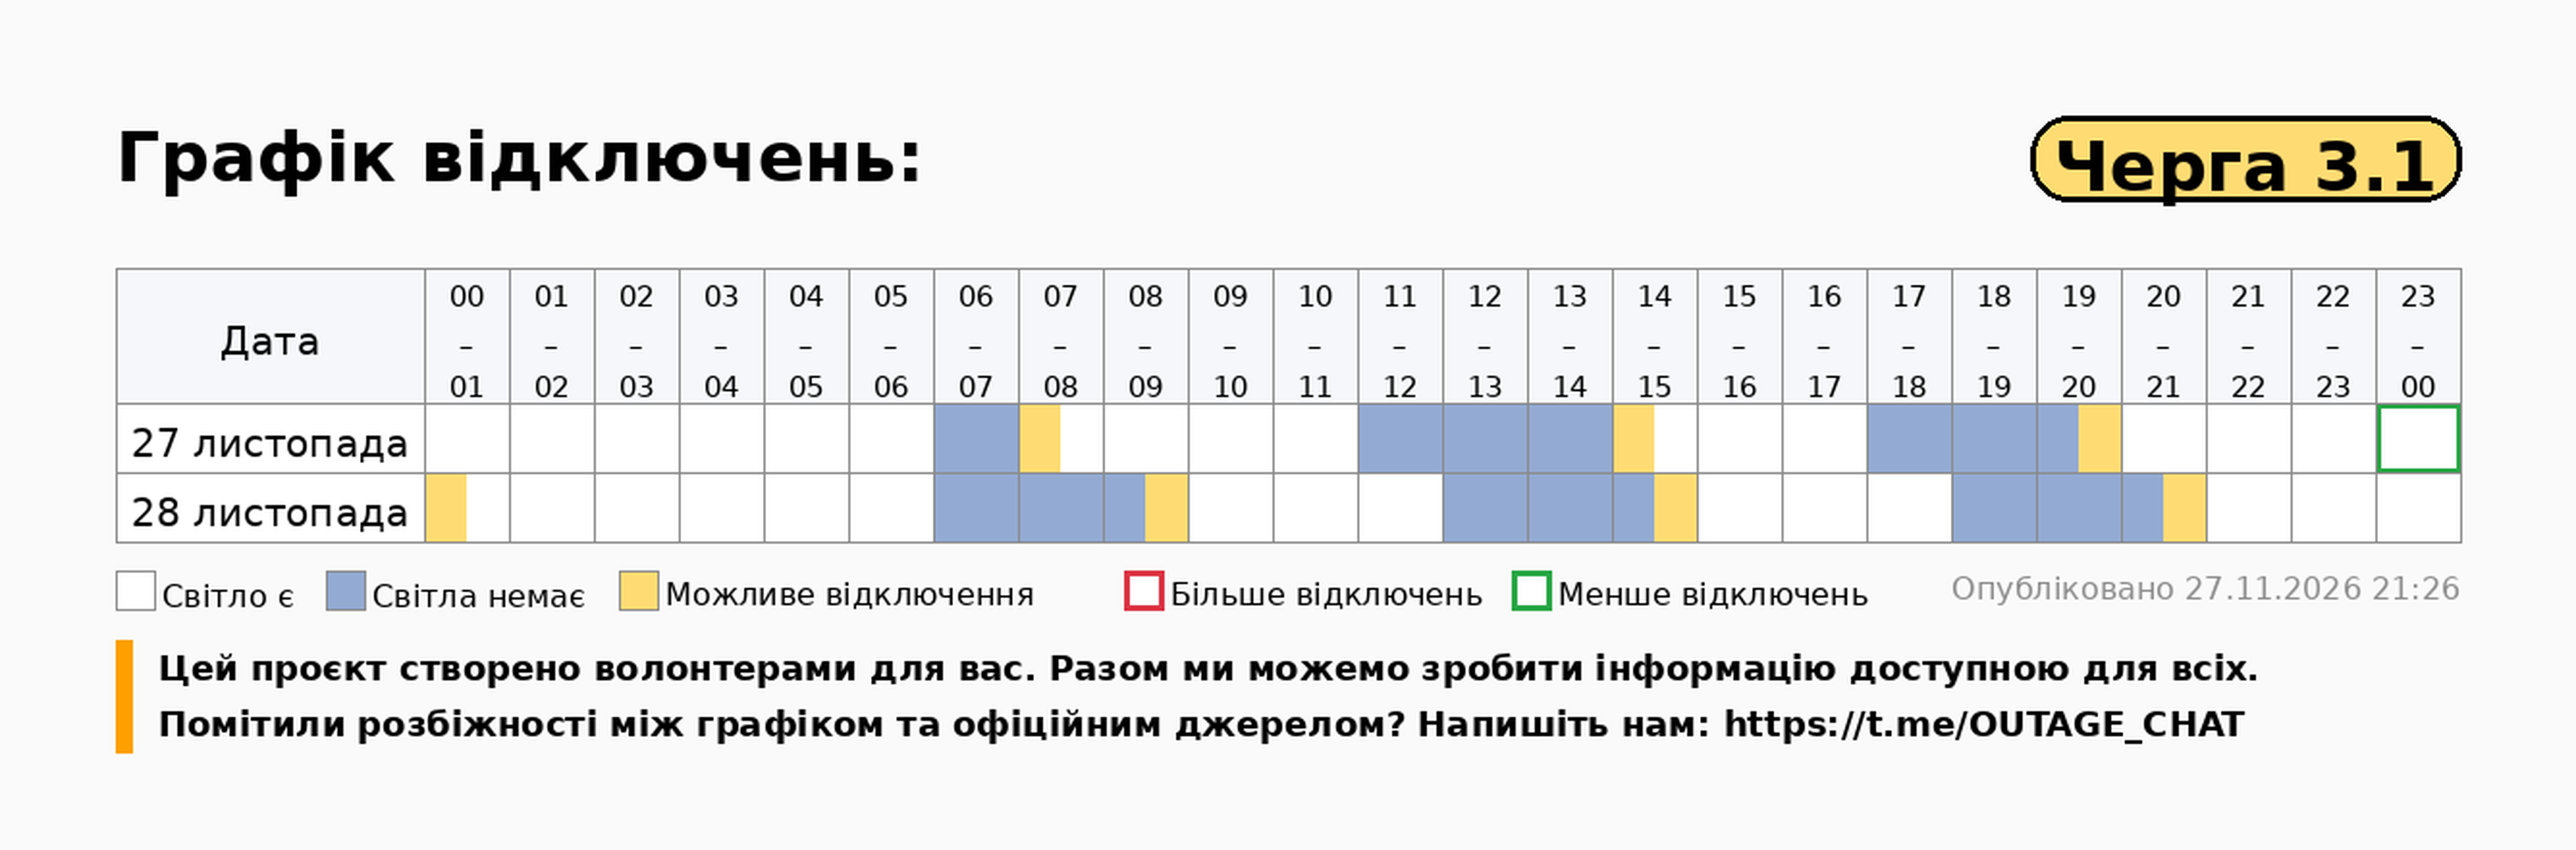 Графік відключень:
Черга 3.1
Дата
00 – 01
01 – 02
02 – 03
03 – 04
04 – 05
05 – 06
06 – 07
07 – 08
08 – 09
09 – 10
10 – 11
11 – 12
12 – 13
13 – 14
14 – 15
15 – 16
16 – 17
17 – 18
18 – 19
19 – 20
20 – 21
21 – 22
22 – 23
23 – 00
27 листопада
28 листопада
Світло є
Світла немає
Можливе відключення
Більше відключень
Менше відключень
Опубліковано 27.11.2026 21:26
Цей проєкт створено волонтерами для вас. Разом ми можемо зробити інформацію доступною для всіх.
Помітили розбіжності між графіком та офіційним джерелом? Напишіть нам: https://t.me/OUTAGE_CHAT